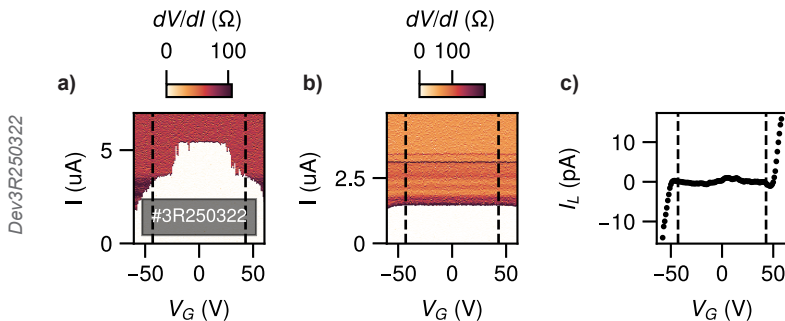 dV/dI (Ω)
0 100
dV/dI (Ω)
0 100
a)
b)
c)
Dev3R250322
I (uA)
5
0
#3R250322
−50 0 50
V_G (V)
I (uA)
2.5
0
−50 0 50
V_G (V)
I_L (pA)
10
0
−10
−50 0 50
V_G (V)